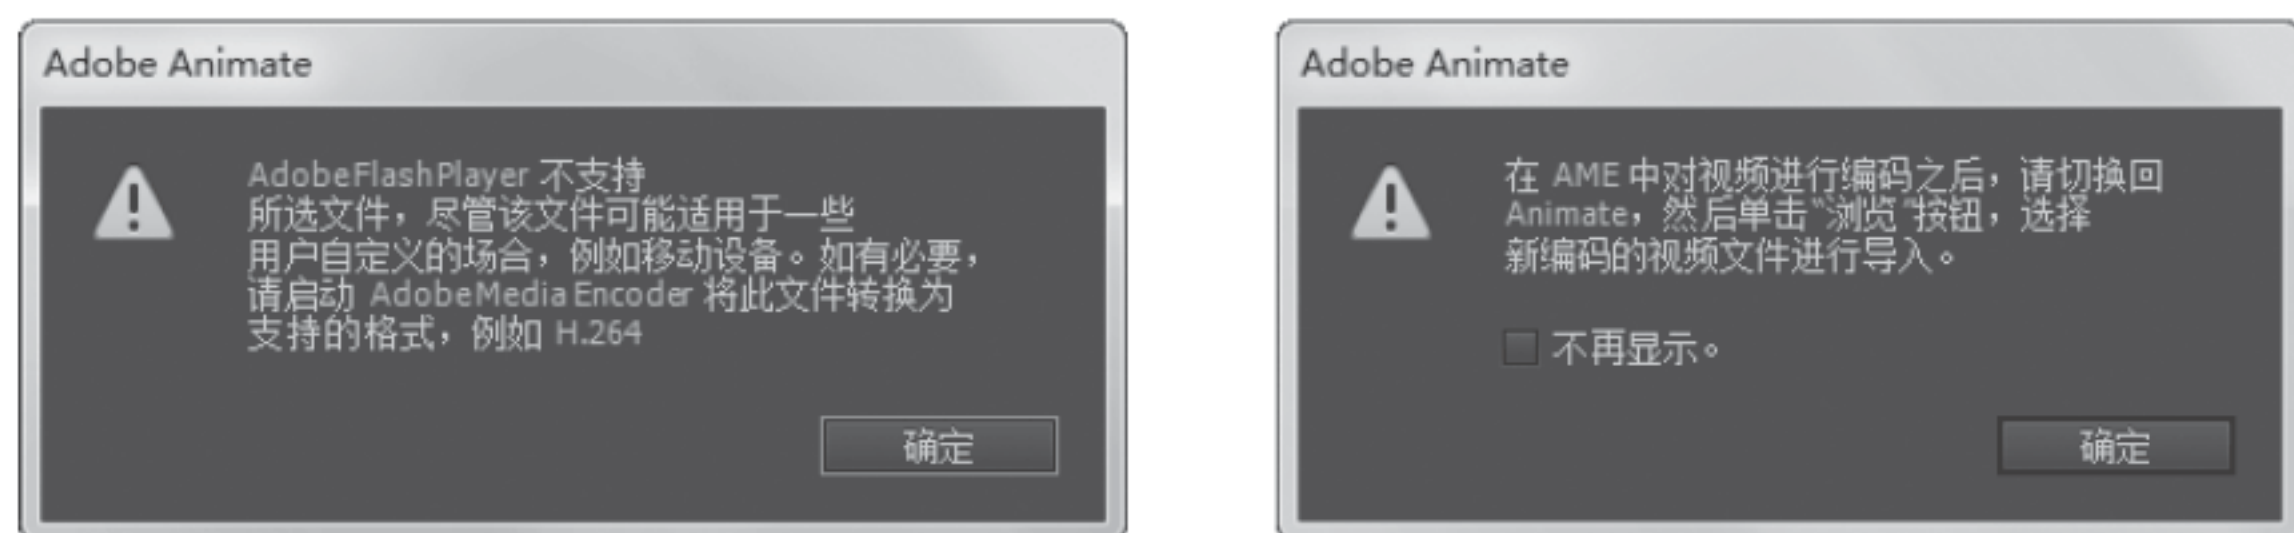 Adobe Animate
AdobeFlashPlayer 不支持
所选文件，尽管该文件可能适用于一些
用户自定义的场合，例如移动设备。如有必要，
请启动 AdobeMedia Encoder 将此文件转换为
支持的格式，例如 H.264
确定
Adobe Animate
在 AME 中对视频进行编码之后，请切换回
Animate，然后单击“浏览”按钮，选择
新编码的视频文件进行导入。
不再显示。
确定